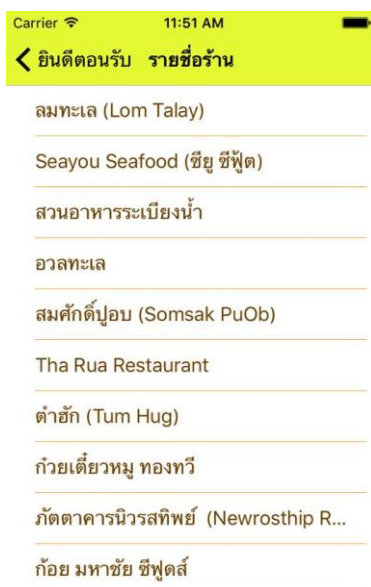 Carrier 11:51 AM
ยินดีตอนรับ รายชื่อร้าน
ลมทะเล (Lom Talay)
Seayou Seafood (ซียู ซีฟู้ต)
สวนอาหารระเบียงน้ำ
อวลทะเล
สมศักดิ์ปูอบ (Somsak PuOb)
Tha Rua Restaurant
ตำฮัก (Tum Hug)
ก๋วยเตี๋ยวหมู ทองทวี
ภัตตาคารนิวรสทิพย์ (Newrosthip R...
ก้อย มหาชัย ซีฟูดส์